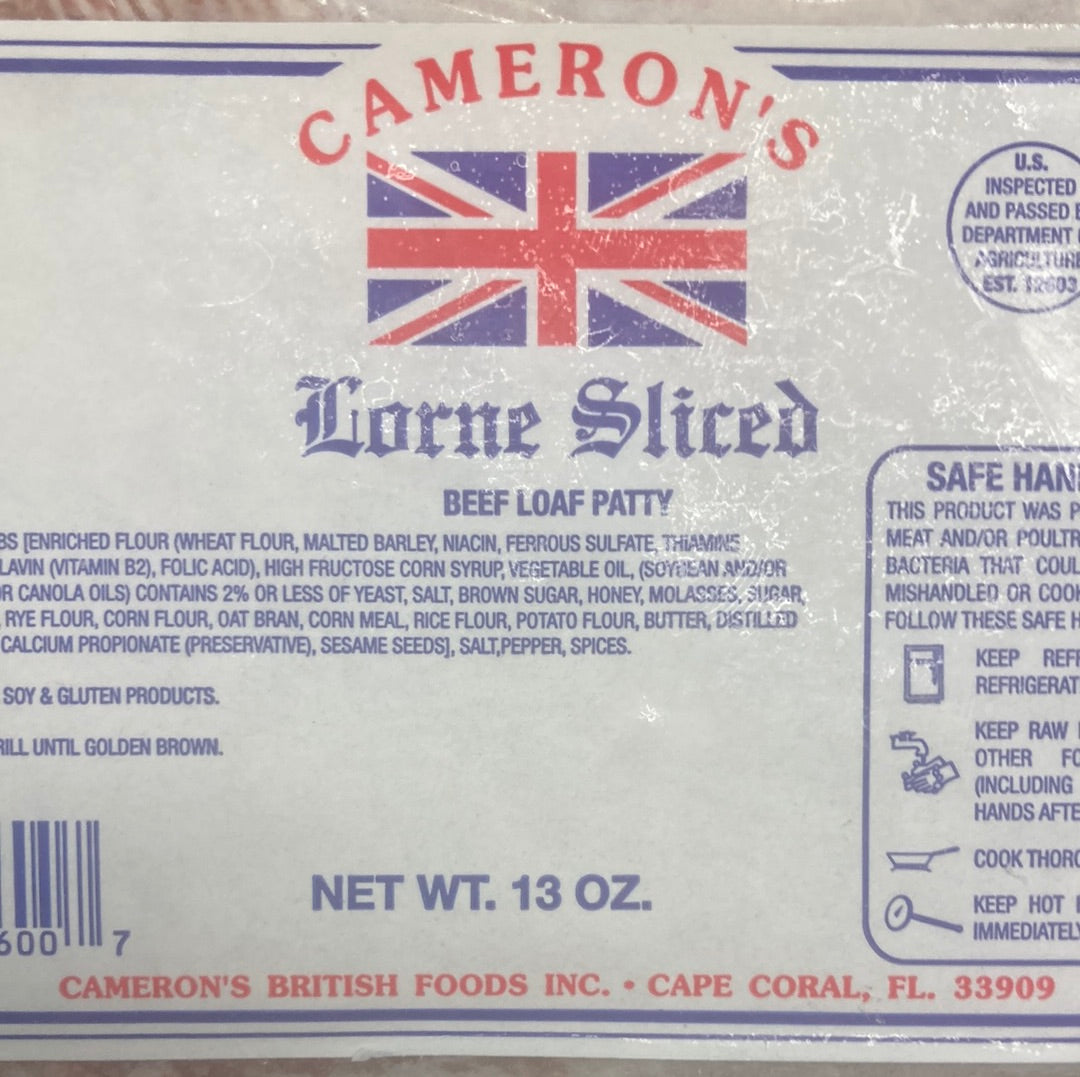 CAMERON'S
U.S.
INSPECTED
AND PASSED
DEPARTMENT
AGRICULTURE
EST. 12603
Lorne Sliced
BEEF LOAF PATTY
BS [ENRICHED FLOUR (WHEAT FLOUR, MALTED BARLEY, NIACIN, FERROUS SULFATE, THIAMINE
LAVIN (VITAMIN B2), FOLIC ACID), HIGH FRUCTOSE CORN SYRUP, VEGETABLE OIL, (SOYBEAN AND/OR
OR CANOLA OILS) CONTAINS 2% OR LESS OF YEAST, SALT, BROWN SUGAR, HONEY, MOLASSES, SUGAR,
, RYE FLOUR, CORN FLOUR, OAT BRAN, CORN MEAL, RICE FLOUR, POTATO FLOUR, BUTTER, DISTILLED
CALCIUM PROPIONATE (PRESERVATIVE), SESAME SEEDS], SALT,PEPPER, SPICES.
SOY & GLUTEN PRODUCTS.
RILL UNTIL GOLDEN BROWN.
600 7
NET WT. 13 OZ.
SAFE HAN
THIS PRODUCT WAS P
MEAT AND/OR POULTR
BACTERIA THAT COUL
MISHANDLED OR COOK
FOLLOW THESE SAFE H
KEEP REFR
REFRIGERAT
KEEP RAW
OTHER FO
(INCLUDING
HANDS AFTE
COOK THORO
KEEP HOT
IMMEDIATELY
CAMERON'S BRITISH FOODS INC. • CAPE CORAL, FL. 33909